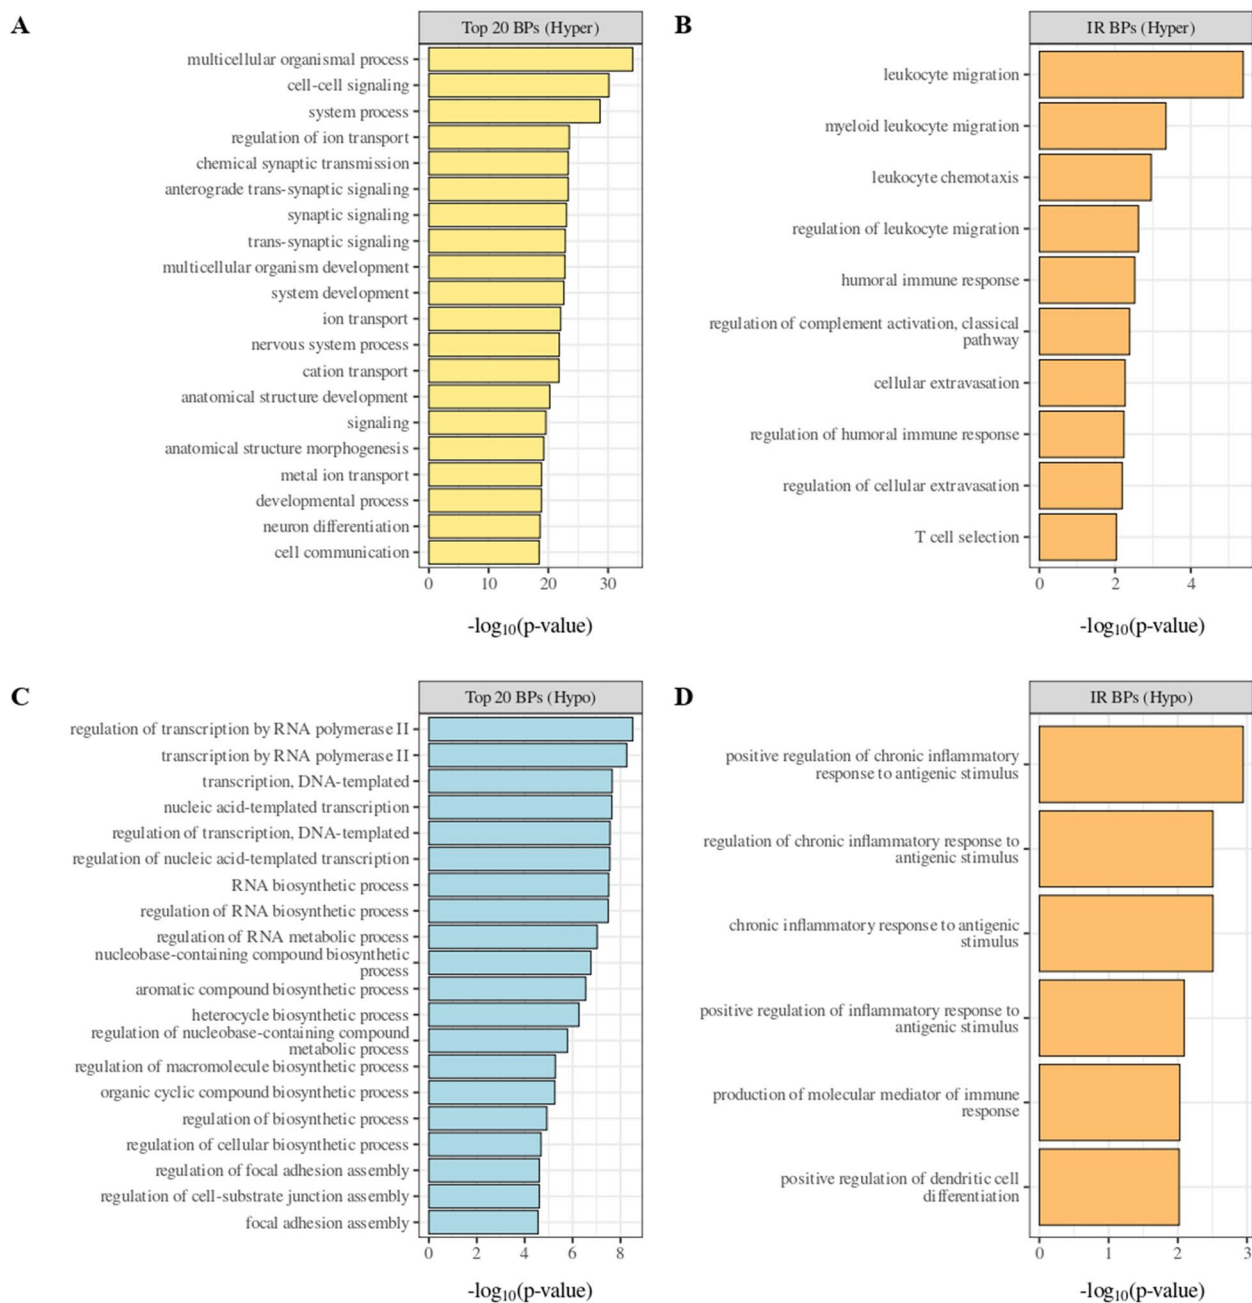 A
Top 20 BPs (Hyper)
multicellular organismal process
cell-cell signaling
system process
regulation of ion transport
chemical synaptic transmission
anterograde trans-synaptic signaling
synaptic signaling
trans-synaptic signaling
multicellular organism development
system development
ion transport
nervous system process
cation transport
anatomical structure development
signaling
anatomical structure morphogenesis
metal ion transport
developmental process
neuron differentiation
cell communication
0 10 20 30
-log10(p-value)
B
IR BPs (Hyper)
leukocyte migration
myeloid leukocyte migration
leukocyte chemotaxis
regulation of leukocyte migration
humoral immune response
regulation of complement activation, classical
pathway
cellular extravasation
regulation of humoral immune response
regulation of cellular extravasation
T cell selection
0 2 4
-log10(p-value)
C
Top 20 BPs (Hypo)
regulation of transcription by RNA polymerase II
transcription by RNA polymerase II
transcription, DNA-templated
nucleic acid-templated transcription
regulation of transcription, DNA-templated
regulation of nucleic acid-templated transcription
RNA biosynthetic process
regulation of RNA biosynthetic process
regulation of RNA metabolic process
nucleobase-containing compound biosynthetic
process
aromatic compound biosynthetic process
heterocycle biosynthetic process
regulation of nucleobase-containing compound
metabolic process
regulation of macromolecule biosynthetic process
organic cyclic compound biosynthetic process
regulation of biosynthetic process
regulation of cellular biosynthetic process
regulation of focal adhesion assembly
regulation of cell-substrate junction assembly
focal adhesion assembly
0 2 4 6 8
-log10(p-value)
D
IR BPs (Hypo)
positive regulation of chronic inflammatory
response to antigenic stimulus
regulation of chronic inflammatory response to
antigenic stimulus
chronic inflammatory response to antigenic
stimulus
positive regulation of inflammatory response to
antigenic stimulus
production of molecular mediator of immune
response
positive regulation of dendritic cell
differentiation
0 1 2 3
-log10(p-value)